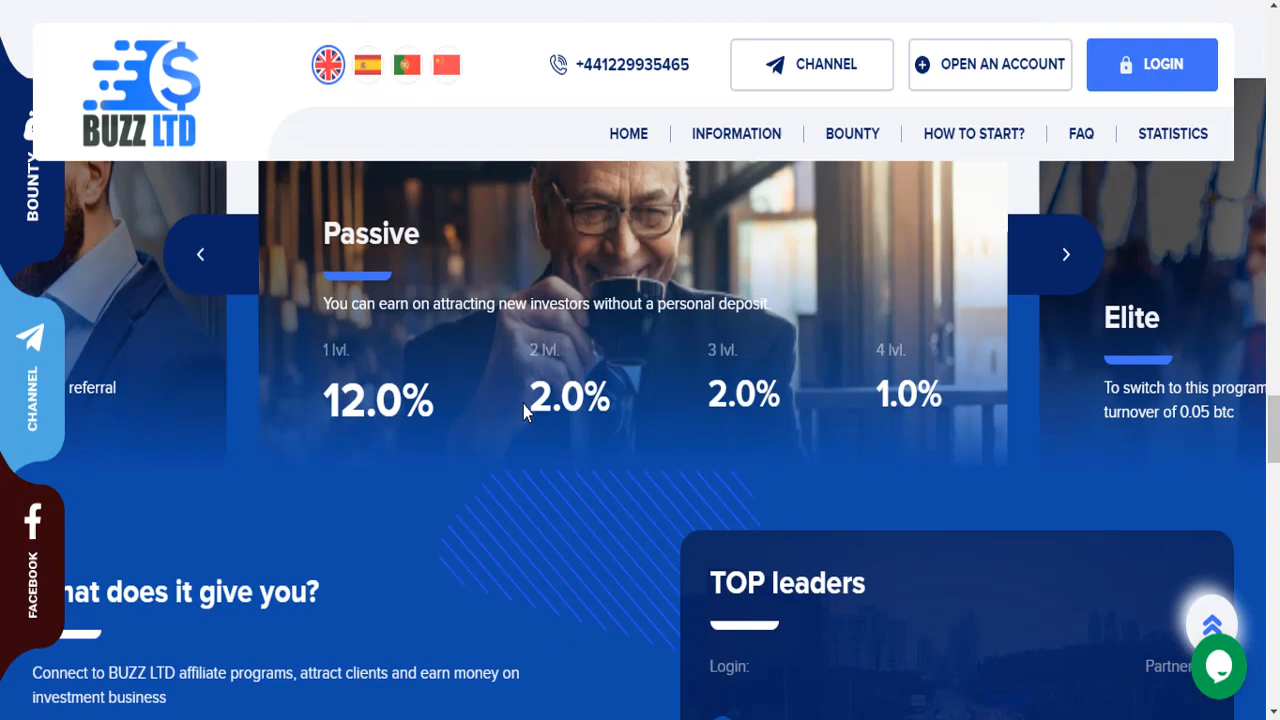 BUZZ LTD
+441229935465
CHANNEL
OPEN AN ACCOUNT
LOGIN
HOME
INFORMATION
BOUNTY
HOW TO START?
FAQ
STATISTICS
BOUNTY
CHANNEL
FACEBOOK
referral
Passive
You can earn on attracting new investors without a personal deposit.
1 lvl.
2 lvl.
3 lvl.
4 lvl.
12.0%
2.0%
2.0%
1.0%
Elite
To switch to this program
turnover of 0.05 btc
hat does it give you?
Connect to BUZZ LTD affiliate programs, attract clients and earn money on
investment business
TOP leaders
Login:
Partner